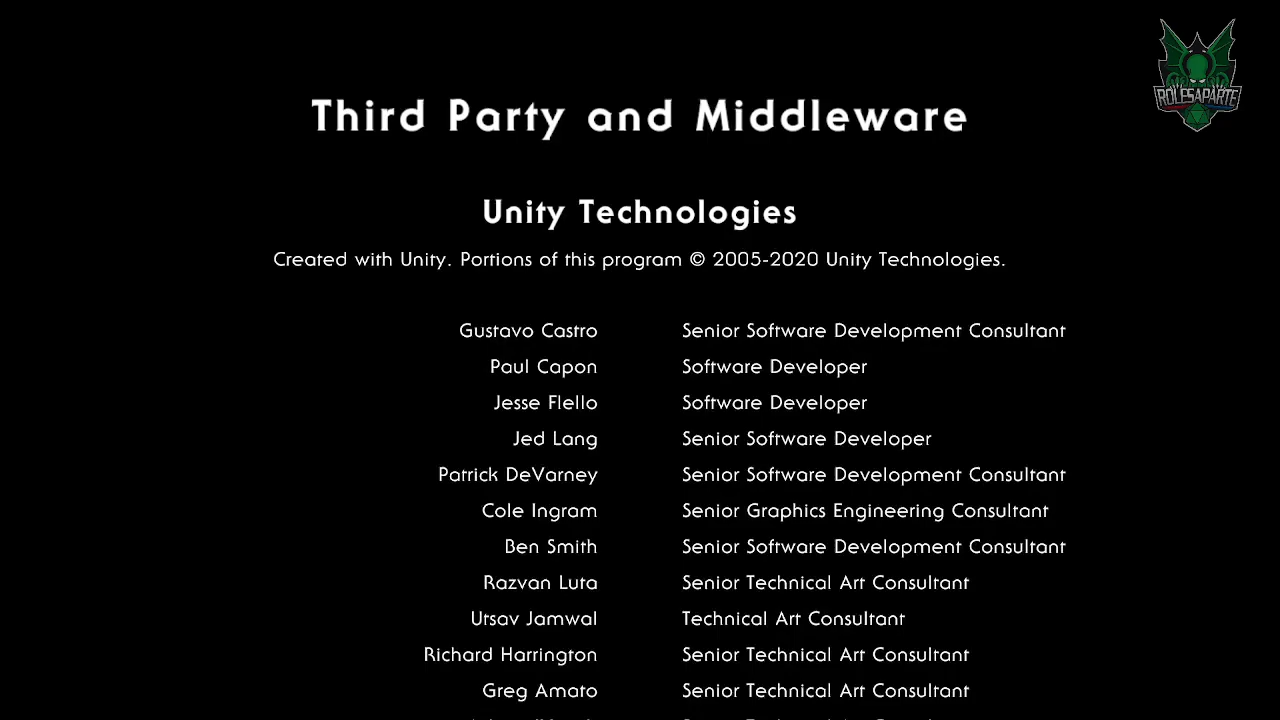 Third Party and Middleware
ROLESAPARTE
Unity Technologies
Created with Unity. Portions of this program © 2005-2020 Unity Technologies.
Gustavo Castro Senior Software Development Consultant
Paul Capon Software Developer
Jesse Flello Software Developer
Jed Lang Senior Software Developer
Patrick DeVarney Senior Software Development Consultant
Cole Ingram Senior Graphics Engineering Consultant
Ben Smith Senior Software Development Consultant
Razvan Luta Senior Technical Art Consultant
Utsav Jamwal Technical Art Consultant
Richard Harrington Senior Technical Art Consultant
Greg Amato Senior Technical Art Consultant